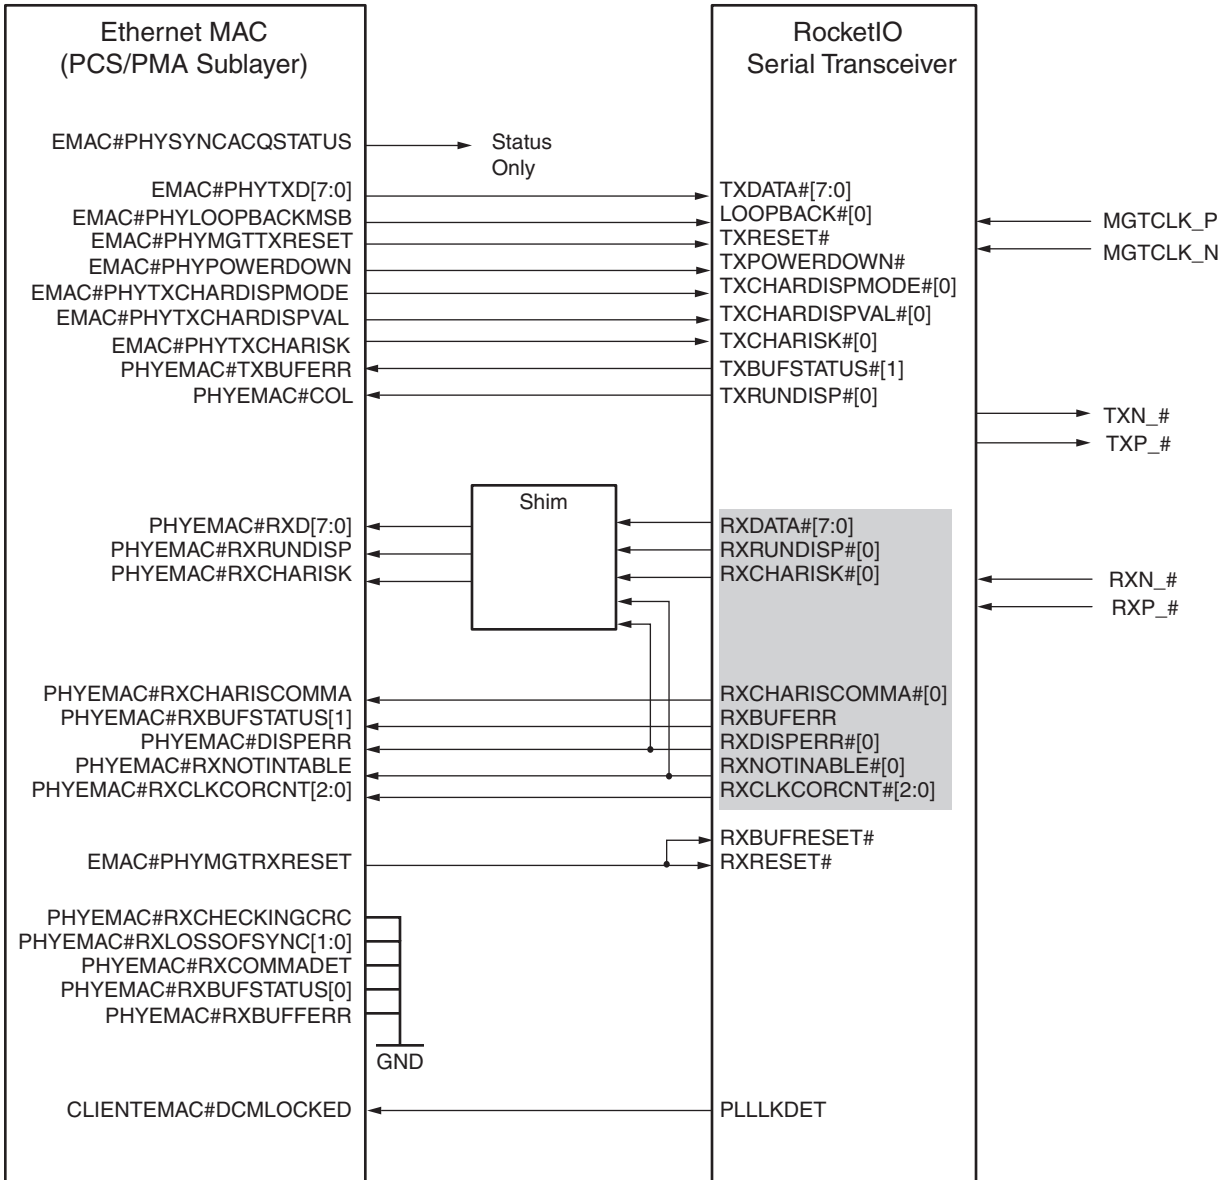 Ethernet MAC
(PCS/PMA Sublayer)
EMAC#PHYSYNCACQSTATUS
EMAC#PHYTXD[7:0]
EMAC#PHYLOOPBACKMSB
EMAC#PHYMGTTXRESET
EMAC#PHYPOWERDOWN
EMAC#PHYTXCHARDISPMODE
EMAC#PHYTXCHARDISPVAL
EMAC#PHYTXCHARISK
PHYEMAC#TXBUFERR
PHYEMAC#COL
PHYEMAC#RXD[7:0]
PHYEMAC#RXRUNDISP
PHYEMAC#RXCHARISK
PHYEMAC#RXCHARISCOMMA
PHYEMAC#RXBUFSTATUS[1]
PHYEMAC#DISPERR
PHYEMAC#RXNOTINTABLE
PHYEMAC#RXCLKCORCNT[2:0]
EMAC#PHYMGTRXRESET
PHYEMAC#RXCHECKINGCRC
PHYEMAC#RXLOSSOFSYNC[1:0]
PHYEMAC#RXCOMMADET
PHYEMAC#RXBUFSTATUS[0]
PHYEMAC#RXBUFFERR
GND
CLIENTEMAC#DCMLOCKED
Status
Only
Shim
RocketIO
Serial Transceiver
TXDATA#[7:0]
LOOPBACK#[0]
TXRESET#
TXPOWERDOWN#
TXCHARDISPMODE#[0]
TXCHARDISPVAL#[0]
TXCHARISK#[0]
TXBUFSTATUS#[1]
TXRUNDISP#[0]
RXDATA#[7:0]
RXRUNDISP#[0]
RXCHARISK#[0]
RXCHARISCOMMA#[0]
RXBUFERR
RXDISPERR#[0]
RXNOTINABLE#[0]
RXCLKCORCNT#[2:0]
RXBUFRESET#
RXRESET#
PLLLKDET
MGTCLK_P
MGTCLK_N
TXN_#
TXP_#
RXN_#
RXP_#